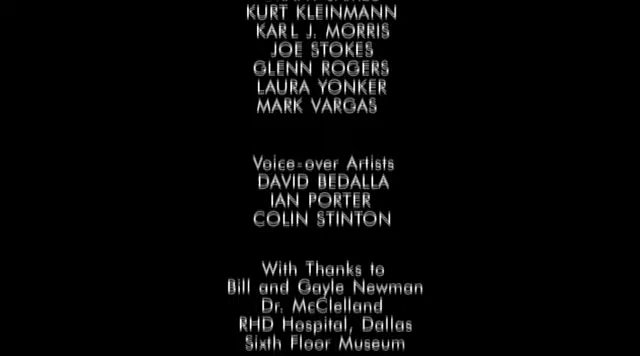 KURT KLEINMANN
KARL J. MORRIS
JOE STOKES
GLENN ROGERS
LAURA YONKER
MARK VARGAS
Voice-over Artists
DAVID BEDALLA
IAN PORTER
COLIN STINTON
With Thanks to
Bill and Gayle Newman
Dr. McClelland
RHD Hospital, Dallas
Sixth Floor Museum